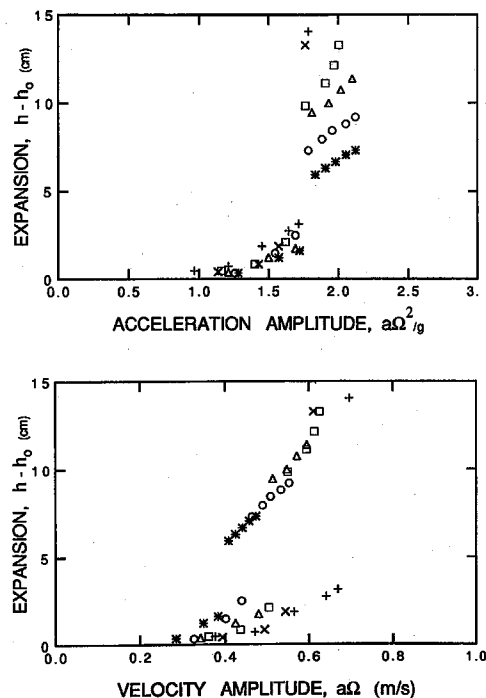 15
10
5
0
EXPANSION, h - ho (cm)
0.0 0.5 1.0 1.5 2.0 2.5 3.
ACCELERATION AMPLITUDE, aΩ²/g
15
10
5
0
EXPANSION, h - ho (cm)
0.0 0.2 0.4 0.6 0.8 1.0
VELOCITY AMPLITUDE, aΩ (m/s)